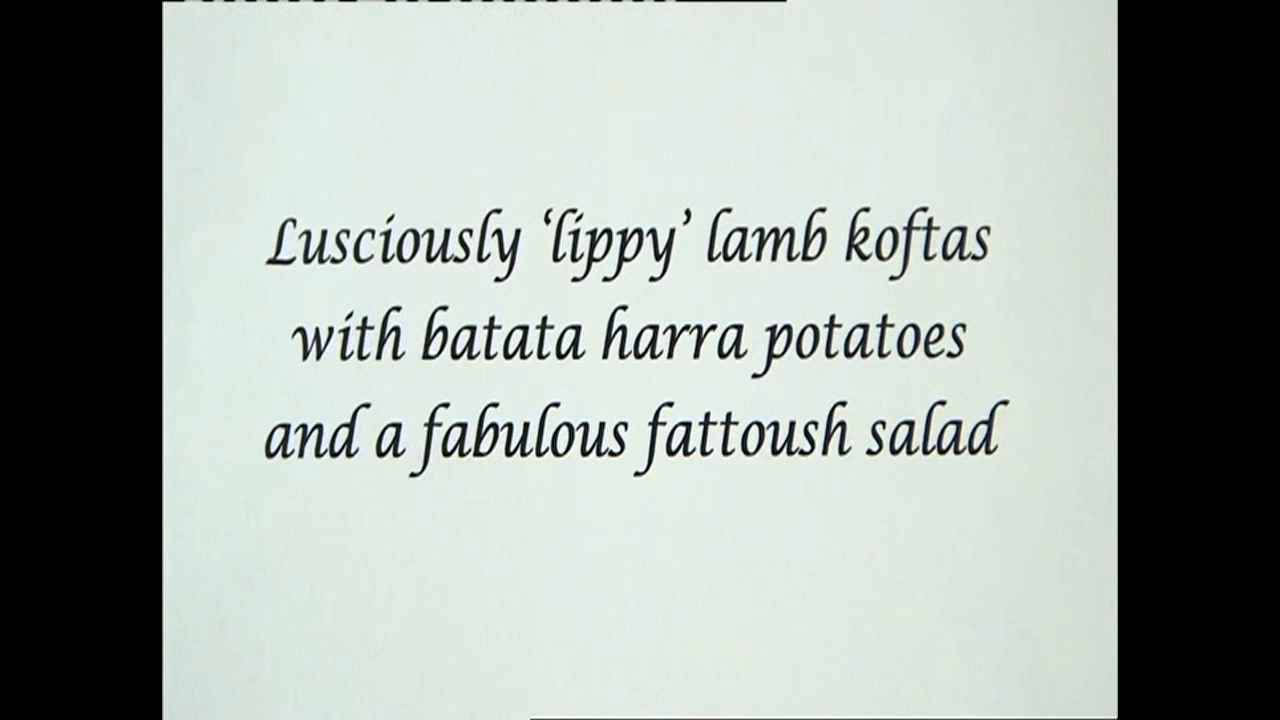 Lusciously ‘lippy’ lamb koftas
with batata harra potatoes
and a fabulous fattoush salad